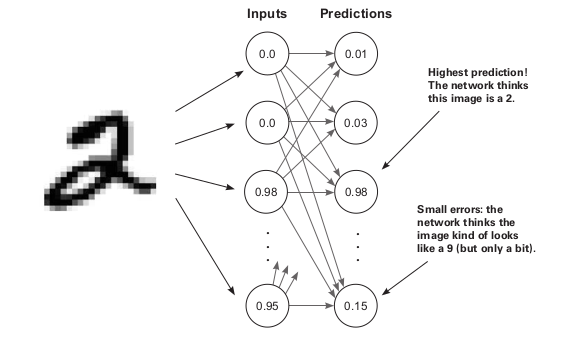 Inputs Predictions
0.0 0.01
Highest prediction!
The network thinks
this image is a 2.
0.0 0.03
2
0.98 0.98
Small errors: the
network thinks the
image kind of looks
like a 9 (but only a bit).
0.95 0.15